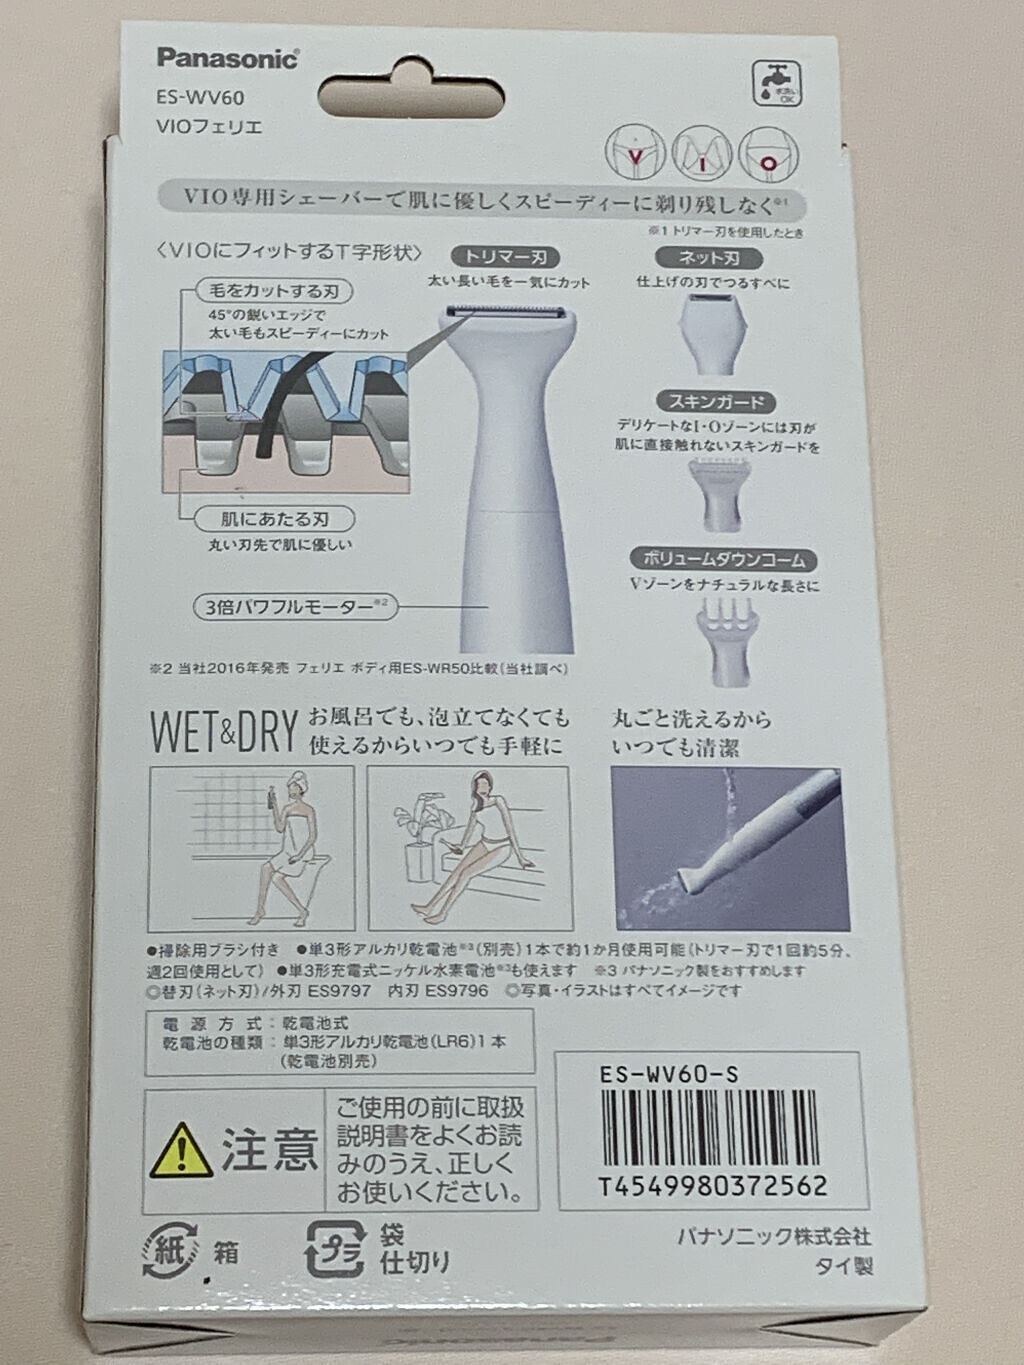 Panasonic
ES-WV60
VIOフェリエ
水洗い
OK
V I O
VIO専用シェーバーで肌に優しくスピーディーに剃り残しなく※1
※1 トリマー刃を使用したとき
〈VIOにフィットするT字形状〉
毛をカットする刃
45°の鋭いエッジで
太い毛もスピーディーにカット
肌にあたる刃
丸い刃先で肌に優しい
トリマー刃
太い長い毛を一気にカット
3倍パワフルモーター※2
※2 当社2016年発売 フェリエ ボディ用ES-WR50比較(当社調べ)
ネット刃
仕上げの刃でつるすべに
スキンガード
デリケートなI・Oゾーンには刃が
肌に直接触れないスキンガードを
ボリュームダウンコーム
Vゾーンをナチュラルな長さに
WET&DRY
お風呂でも、泡立てなくても
使えるからいつでも手軽に
丸ごと洗えるから
いつでも清潔
●掃除用ブラシ付き ●単3形アルカリ乾電池※3(別売)1本で約1か月使用可能(トリマー刃で1回約5分、
週2回使用として) ●単3形充電式ニッケル水素電池※3も使えます ※3 パナソニック製をおすすめします
◎替刃(ネット刃)/外刃 ES9797 内刃 ES9796 ◎写真・イラストはすべてイメージです
電源方式:乾電池式
乾電池の種類:単3形アルカリ乾電池(LR6)1本
(乾電池別売)
注意
ご使用の前に取扱
説明書をよくお読
みのうえ、正しく
お使いください。
ES-WV60-S
T4549980372562
紙 箱
プラ 袋
仕切り
パナソニック株式会社
タイ製
Panasonic